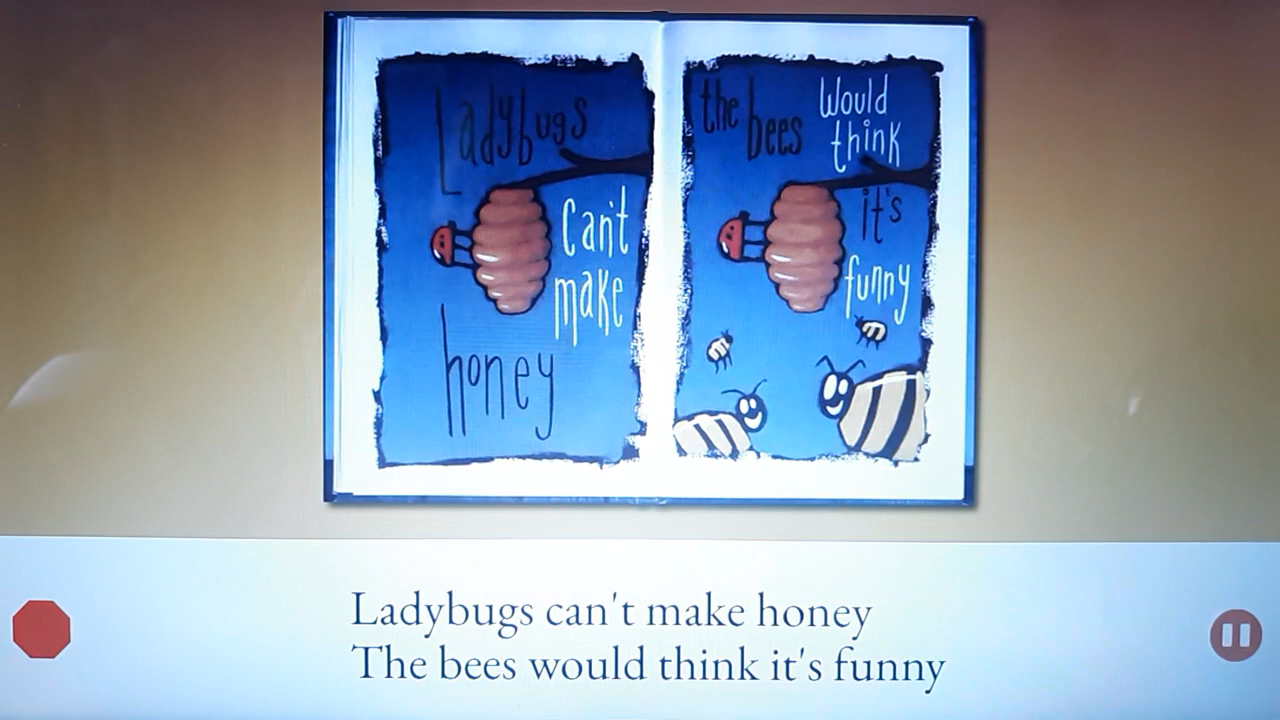 Ladybugs
can't
make
honey
the bees
would
think
it's
funny
Ladybugs can't make honey
The bees would think it's funny